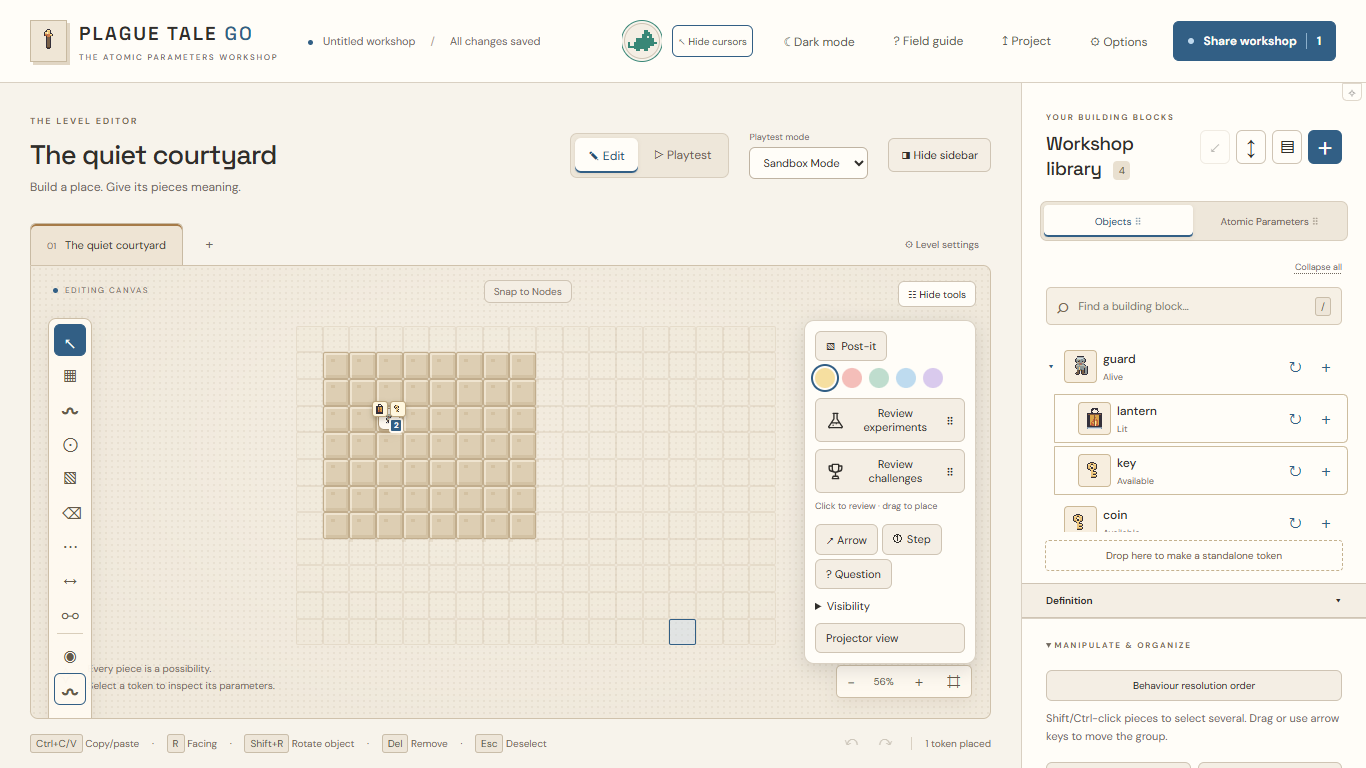 PLAGUE TALE GO
THE ATOMIC PARAMETERS WORKSHOP
Untitled workshop / All changes saved
Hide cursors
Dark mode
? Field guide
Project
Options
Share workshop 1
THE LEVEL EDITOR
The quiet courtyard
Build a place. Give its pieces meaning.
Edit
Playtest
Playtest mode
Sandbox Mode
Hide sidebar
01 The quiet courtyard
+
Level settings
EDITING CANVAS
Snap to Nodes
Hide tools
2
Post-it
Review
experiments
Review
challenges
Click to review · drag to place
Arrow
Step
? Question
Visibility
Projector view
very piece is a possibility.
Select a token to inspect its parameters.
− 56% +
Ctrl+C/V Copy/paste · R Facing · Shift+R Rotate object · Del Remove · Esc Deselect
1 token placed
YOUR BUILDING BLOCKS
Workshop
library 4
Objects
Atomic Parameters
Collapse all
Find a building block... /
guard
Alive
lantern
Lit
key
Available
coin
Drop here to make a standalone token
Definition
MANIPULATE & ORGANIZE
Behaviour resolution order
Shift/Ctrl-click pieces to select several. Drag or use arrow
keys to move the group.